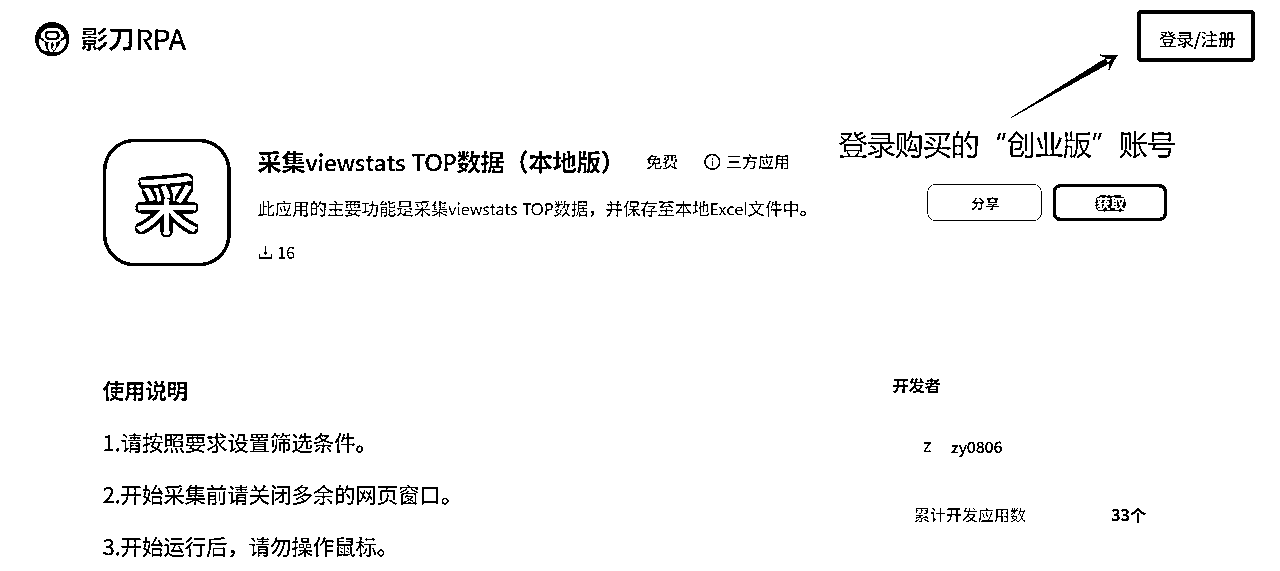 影刀RPA
登录/注册
登录购买的“创业版”账号
采
采集viewstats TOP数据（本地版）
免费
三方应用
此应用的主要功能是采集viewstats TOP数据，并保存至本地Excel文件中。
16
分享
获取
使用说明
1.请按照要求设置筛选条件。
2.开始采集前请关闭多余的网页窗口。
3.开始运行后，请勿操作鼠标。
开发者
Z zy0806
累计开发应用数 33个